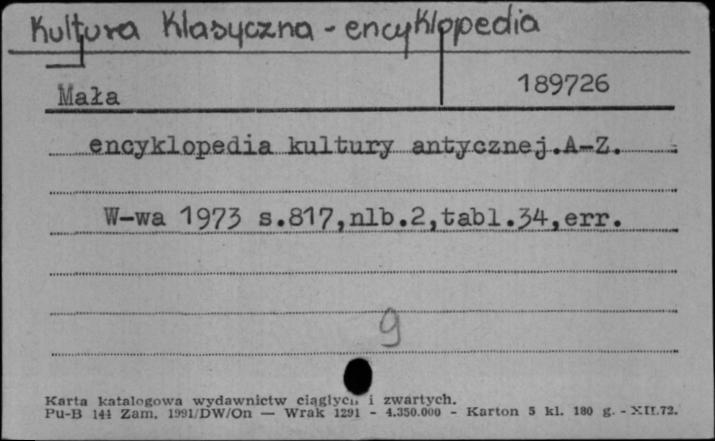 Kultura Klasyczna - encyklopedia
189726
Mała
encyklopedia kultury antycznej.A-Z.
W-wa 1973 s.817,nlb.2,tabl.34,err.
9
Karta katalogowa wydawnictw ciągłych i zwartych.
Pu-B 144 Zam. 1991/DW/On — Wrak 1291 - 4.350.000 - Karton 5 kl. 180 g. - XII.72.